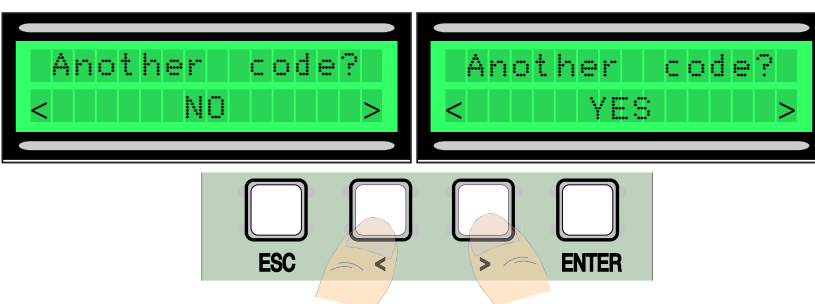 Another code?
< NO >
Another code?
< YES >
ESC < > ENTER